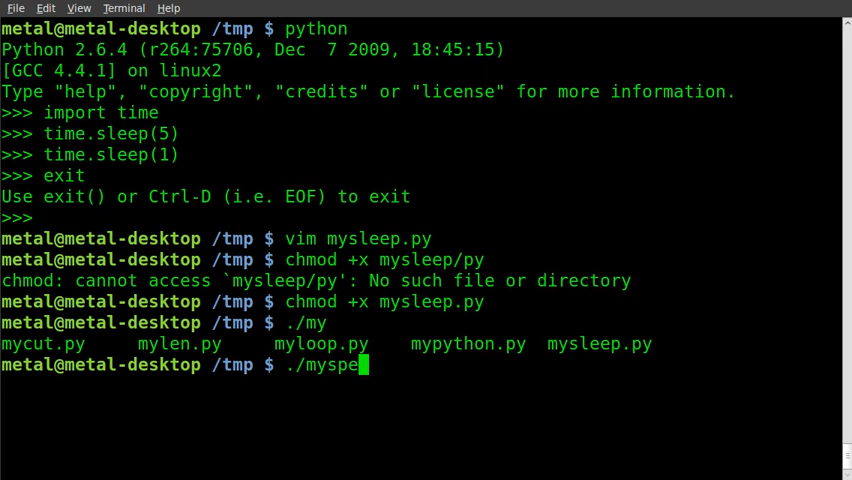 File Edit View Terminal Help
metal@metal-desktop /tmp $ python
Python 2.6.4 (r264:75706, Dec  7 2009, 18:45:15)
[GCC 4.4.1] on linux2
Type "help", "copyright", "credits" or "license" for more information.
>>> import time
>>> time.sleep(5)
>>> time.sleep(1)
>>> exit
Use exit() or Ctrl-D (i.e. EOF) to exit
>>>
metal@metal-desktop /tmp $ vim mysleep.py
metal@metal-desktop /tmp $ chmod +x mysleep/py
chmod: cannot access `mysleep/py': No such file or directory
metal@metal-desktop /tmp $ chmod +x mysleep.py
metal@metal-desktop /tmp $ ./my
mycut.py     mylen.py     myloop.py    mypython.py  mysleep.py
metal@metal-desktop /tmp $ ./myspe